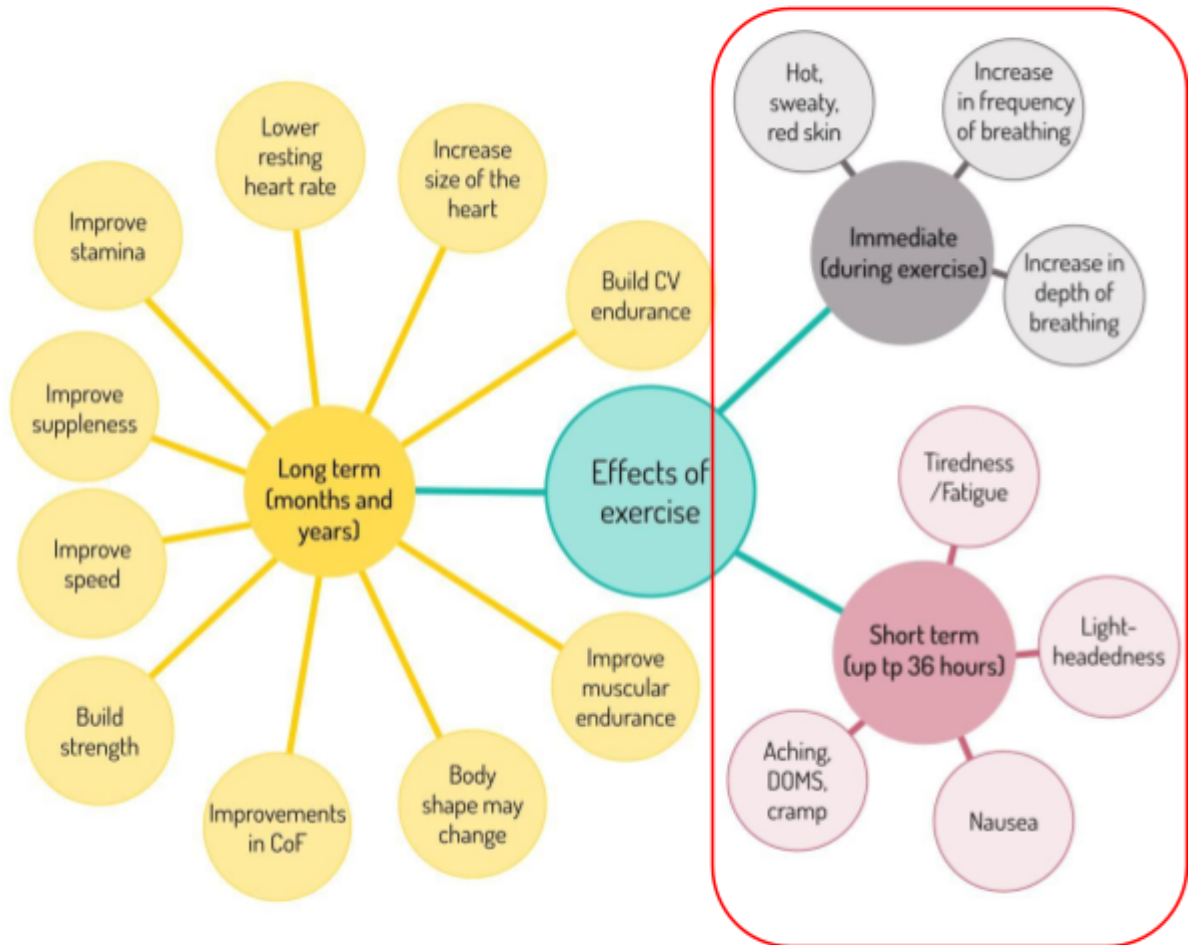 Hot,
sweaty,
red skin
Increase
in frequency
of breathing
Lower
resting
heart rate
Increase
size of the
heart
Improve
stamina
Immediate
(during exercise)
Build CV
endurance
Increase in
depth of
breathing
Improve
suppleness
Long term
(months and
years)
Effects of
exercise
Tiredness
/Fatigue
Improve
speed
Short term
(up tp 36 hours)
Light-
headedness
Build
strength
Improve
muscular
endurance
Improvements
in CoF
Body
shape may
change
Aching,
DOMS,
cramp
Nausea